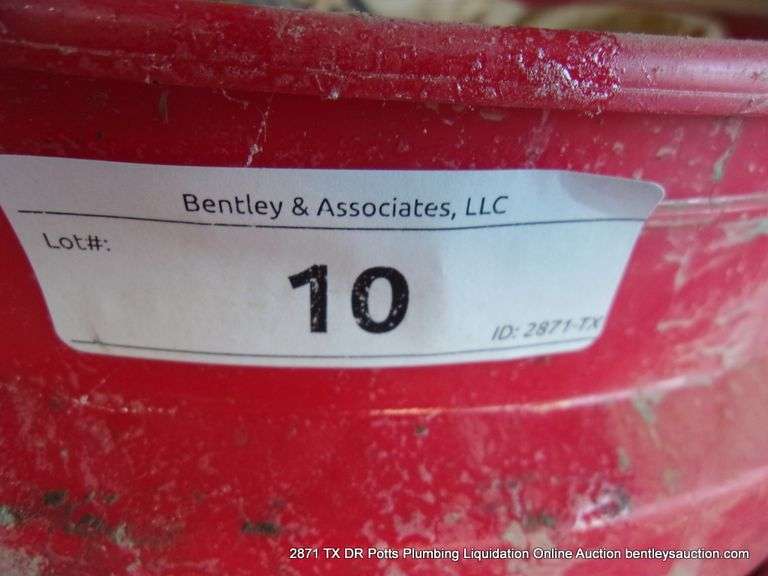 Bentley & Associates, LLC
Lot#:
10
ID: 2871-TX
2871 TX DR Potts Plumbing Liquidation Online Auction bentleysauction.com